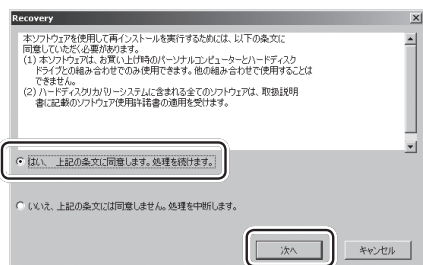 Recovery
本ソフトウェアを使用して再インストールを実行するためには、以下の条文に
同意していただく必要があります。
(1) 本ソフトウェアは、お買い上げ時のパーソナルコンピューターとハードディスク
ドライブとの組み合わせでのみ使用できます。他の組み合わせで使用することは
できません。
(2) ハードディスクリカバリーシステムに含まれる全てのソフトウェアは、取扱説明
書に記載のソフトウェア使用許諾書の適用を受けます。
はい、 上記の条文に同意します。処理を続けます。
いいえ、上記の条文には同意しません。処理を中断します。
次へ
キャンセル